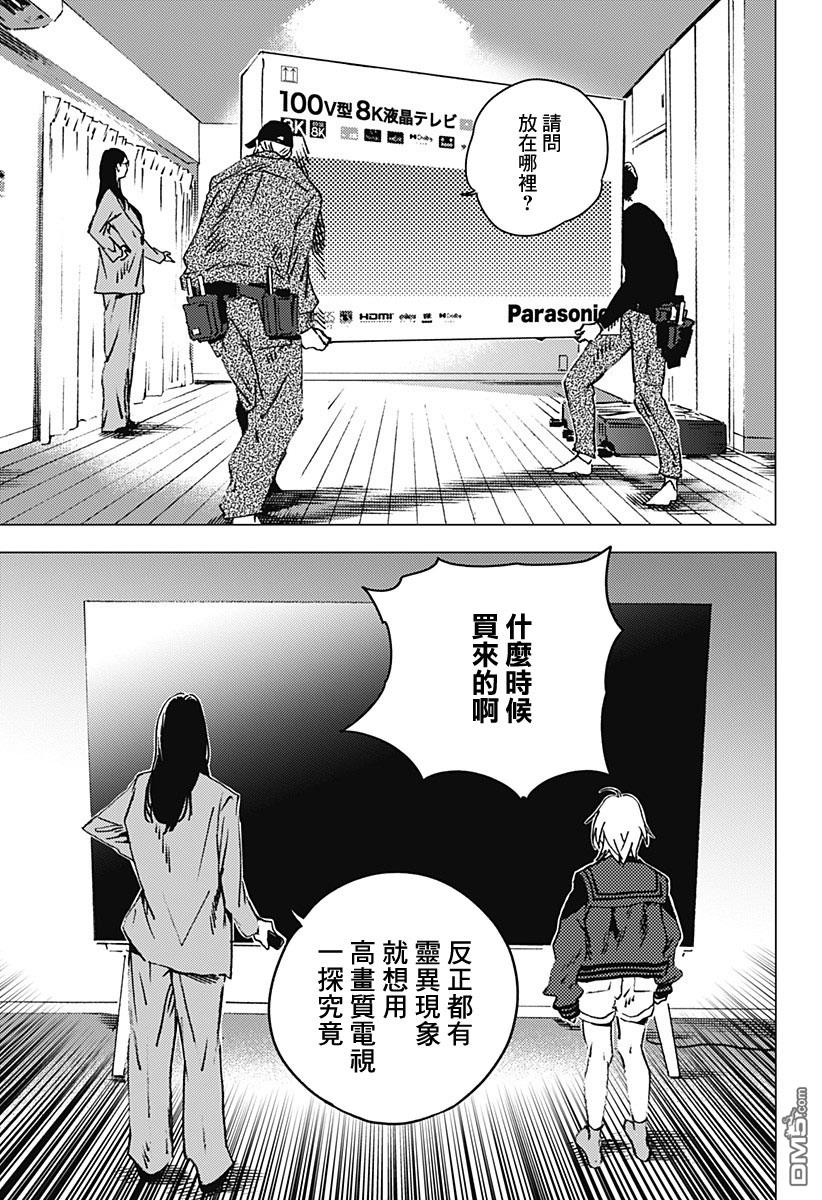 請問
放在哪裡？
100V型 8K液晶テレビ
8K
HDMI
Dolby
Parasonic
什麼時候
買來的啊
反正都有
靈異現象
就想用
高畫質電視
一探究竟
DM5.com